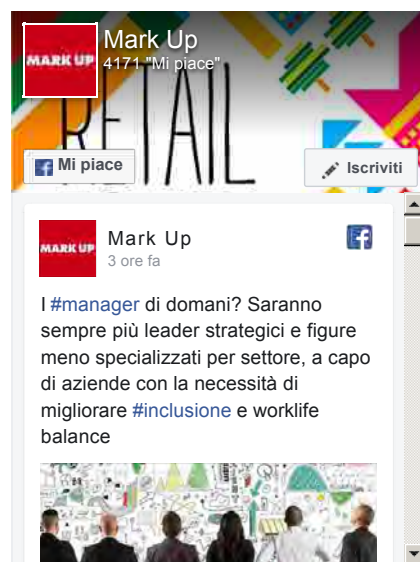 MARK UP
Mark Up
4171 "Mi piace"
RETAIL
Mi piace
Iscriviti
MARK UP
Mark Up
3 ore fa
I #manager di domani? Saranno
sempre più leader strategici e figure
meno specializzati per settore, a capo
di aziende con la necessità di
migliorare #inclusione e worklife
balance